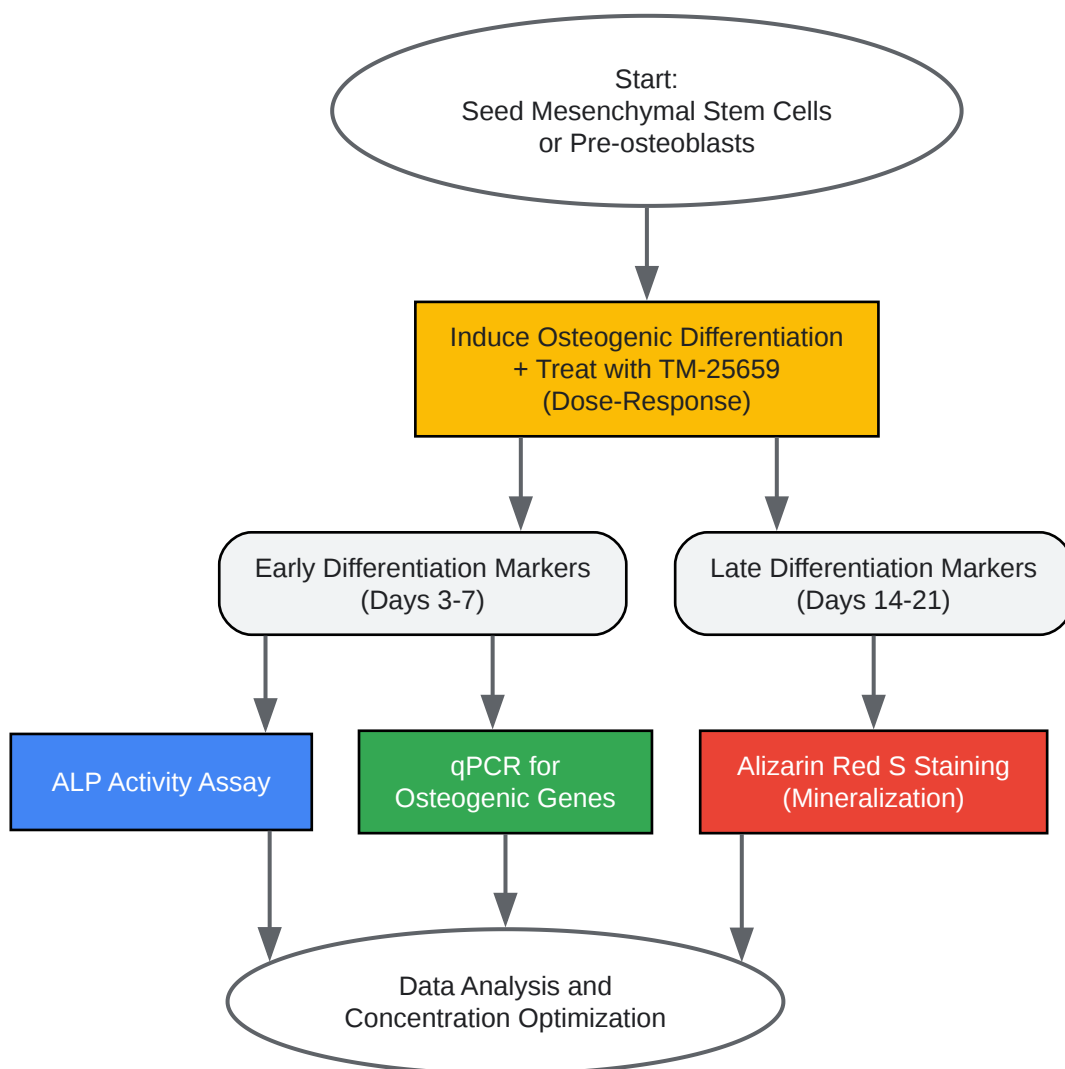 Start:
Seed Mesenchymal Stem Cells
or Pre-osteoblasts
Induce Osteogenic Differentiation
+ Treat with TM-25659
(Dose-Response)
Early Differentiation Markers
(Days 3-7)
Late Differentiation Markers
(Days 14-21)
ALP Activity Assay
qPCR for
Osteogenic Genes
Alizarin Red S Staining
(Mineralization)
Data Analysis and
Concentration Optimization